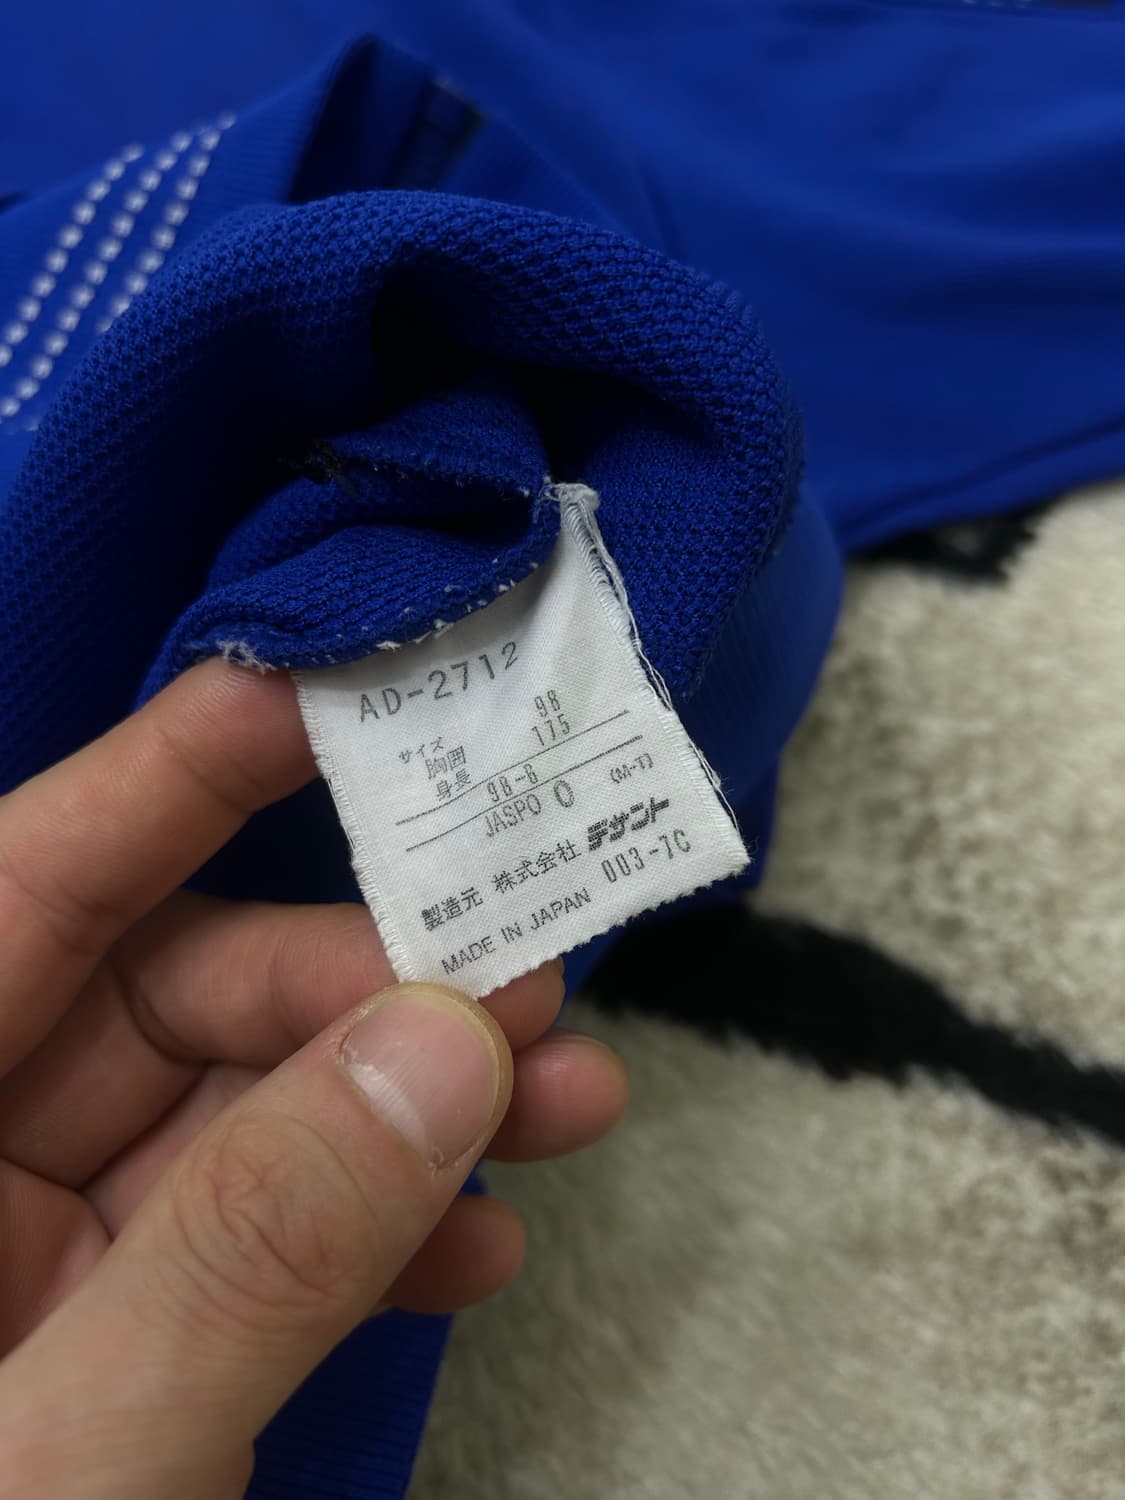 AD-2712
サイズ
胸囲 98
身長 175
98-6
JASPO O (M-T)
製造元 株式会社 デサント
MADE IN JAPAN 003-7C